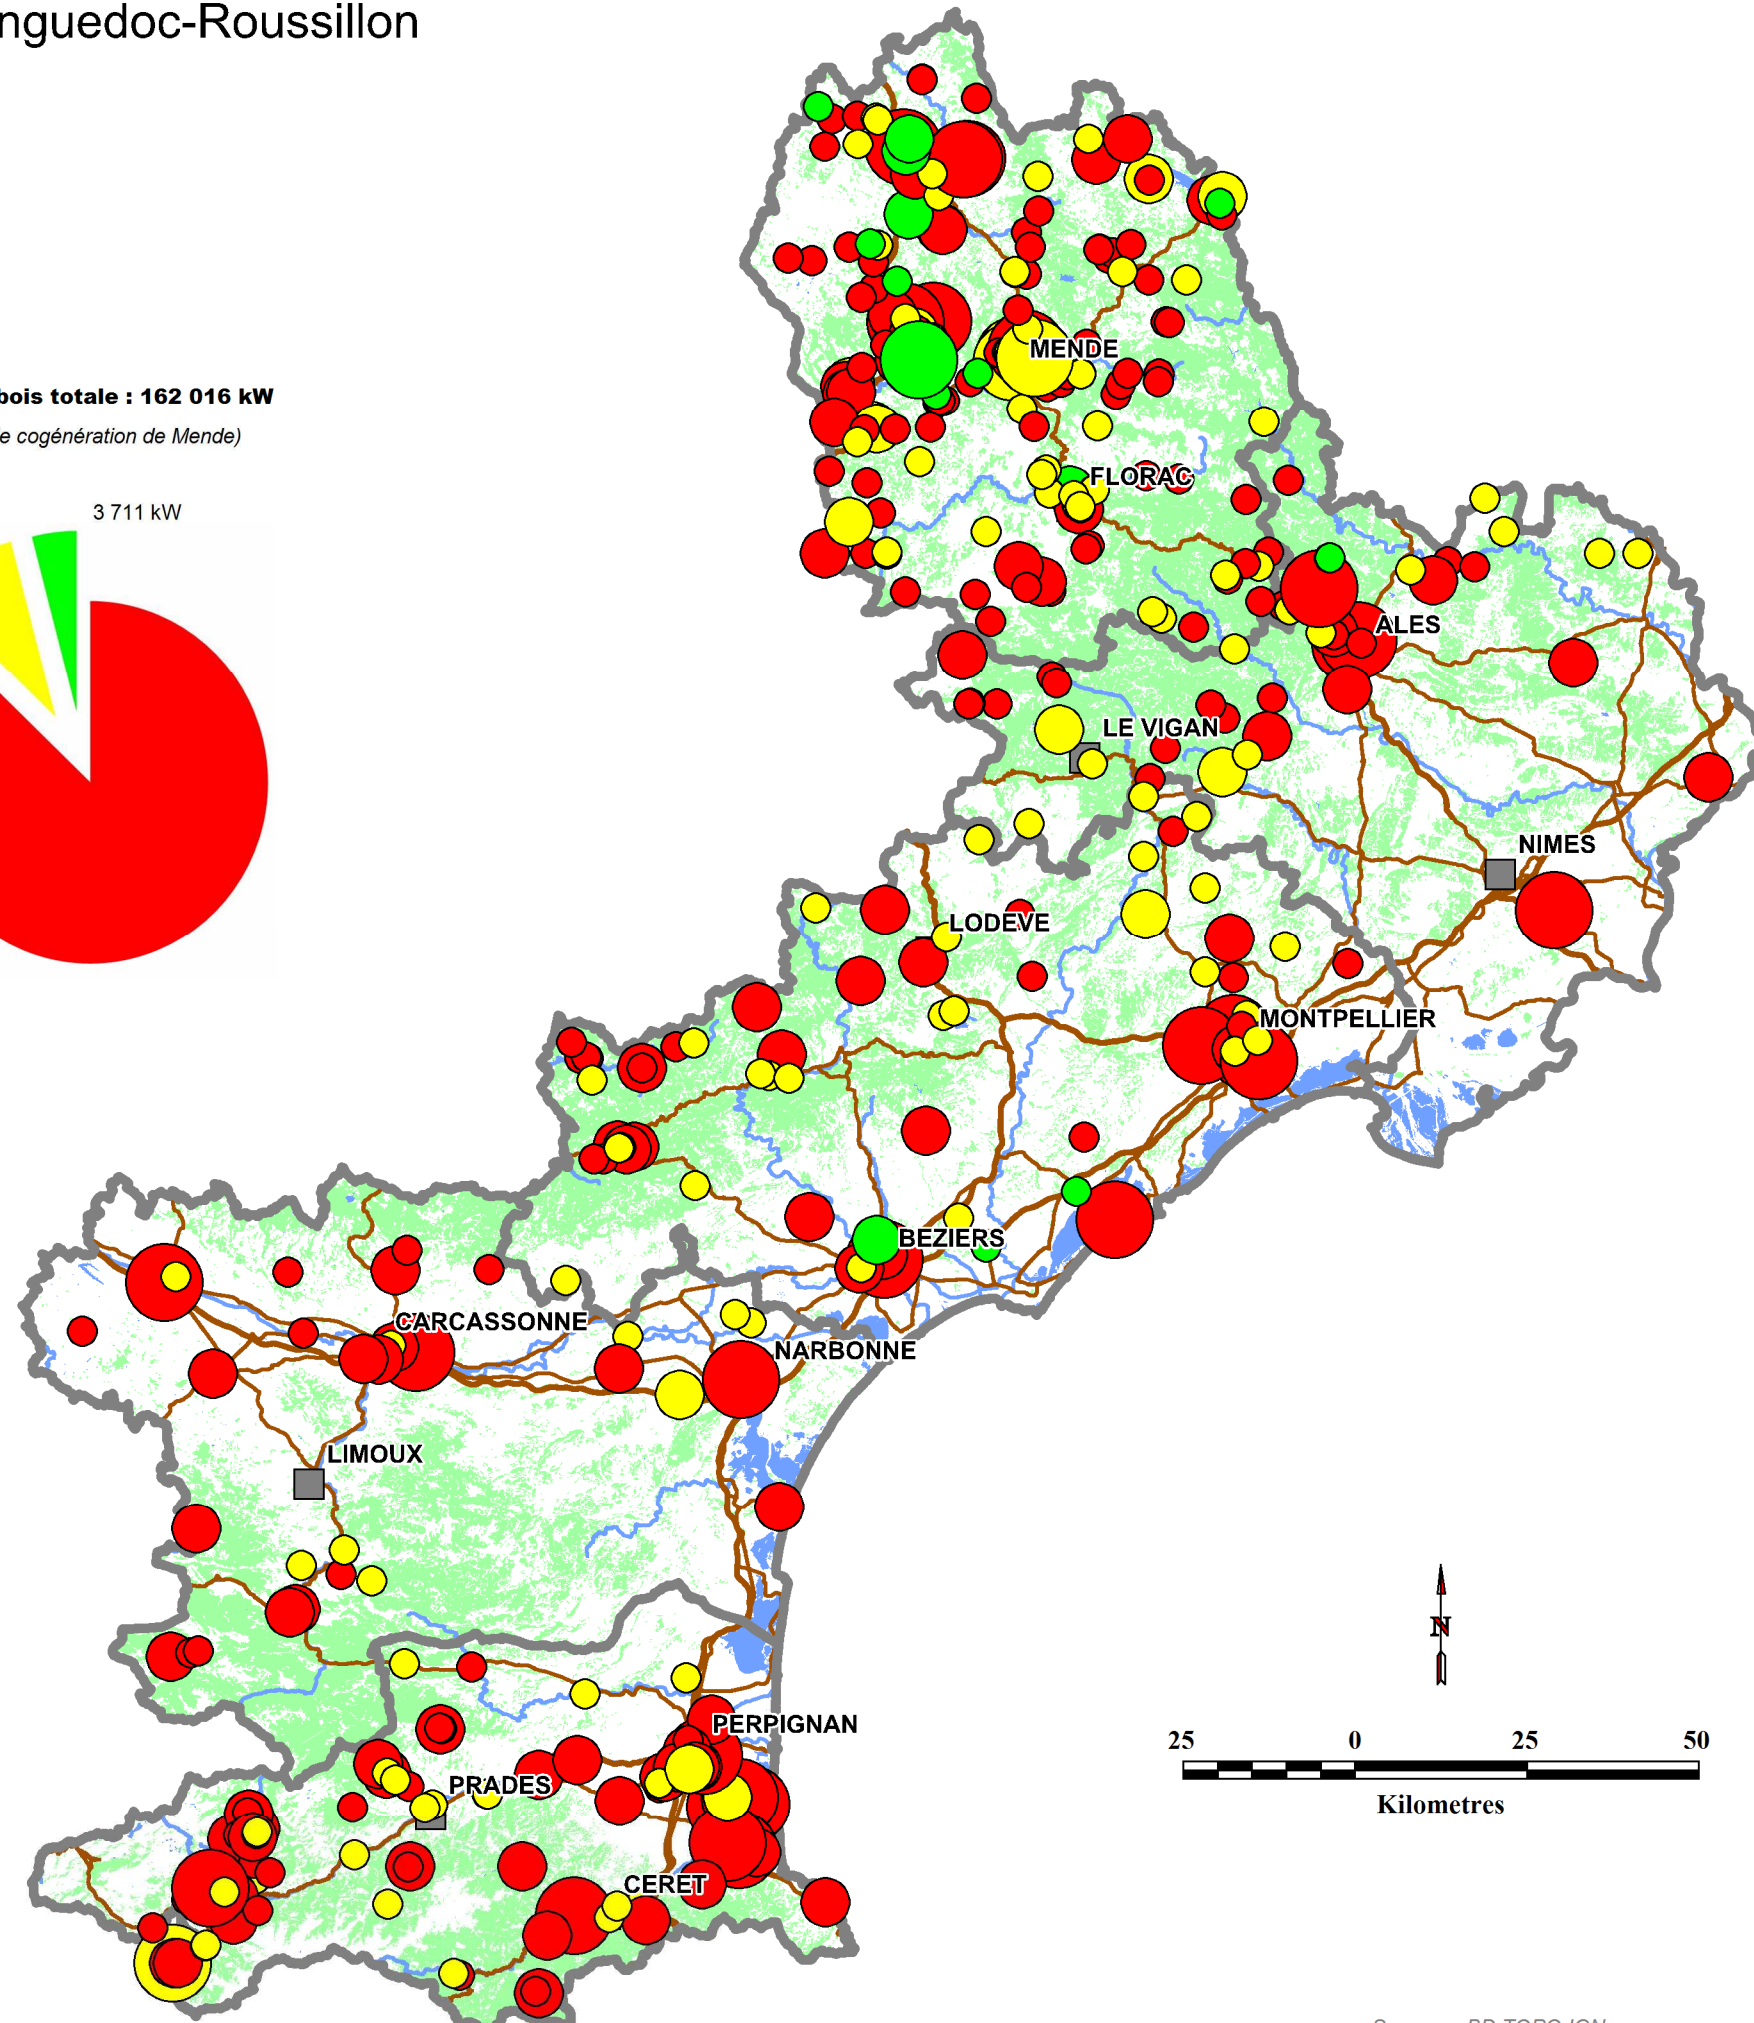 nguedoc-Roussillon
bois totale : 162 016 kW
e cogénération de Mende)
3 711 kW
MENDE
FLORAC
ALES
LE VIGAN
NIMES
LODEVE
MONTPELLIER
BEZIERS
CARCASSONNE
NARBONNE
LIMOUX
PERPIGNAN
PRADES
CERET
N
25 0 25 50
Kilometres